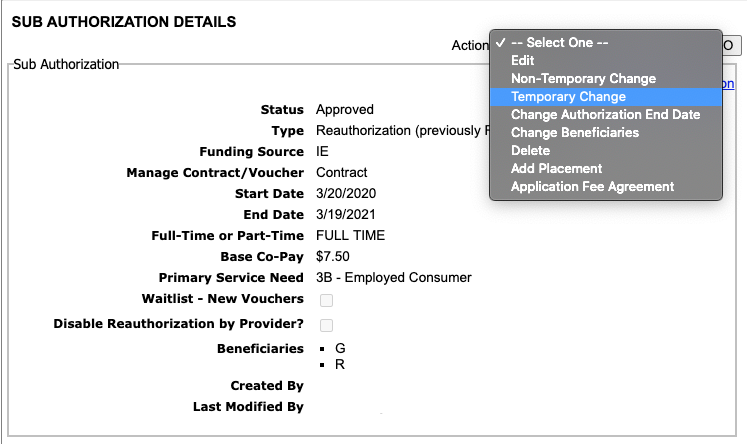 SUB AUTHORIZATION DETAILS
Action
✓ -- Select One --
Edit
Non-Temporary Change
Temporary Change
Change Authorization End Date
Change Beneficiaries
Delete
Add Placement
Application Fee Agreement
O
on
Sub Authorization
Status Approved
Type Reauthorization (previously
Funding Source IE
Manage Contract/Voucher Contract
Start Date 3/20/2020
End Date 3/19/2021
Full-Time or Part-Time FULL TIME
Base Co-Pay $7.50
Primary Service Need 3B - Employed Consumer
Waitlist - New Vouchers
Disable Reauthorization by Provider?
Beneficiaries ▪ G
▪ R
Created By
Last Modified By